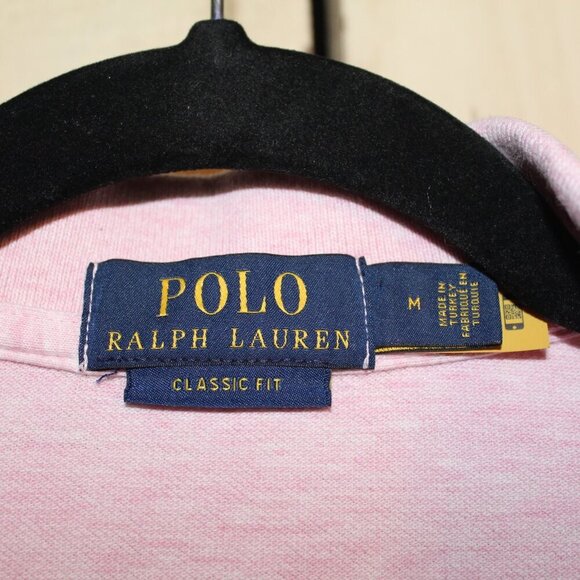 POLO
RALPH LAUREN
CLASSIC FIT
M
MADE IN
TURKEY
FABRIQUÉ EN
TURQUIE